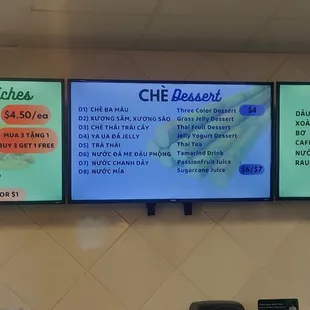 iches
$4.50/ea
MUA 3 TẶNG 1
BUY 3 GET 1 FREE
OR $1
CHÈ Dessert
D1) CHÈ BA MÀU Three Color Dessert $4
D2) XƯƠNG SÂM, XƯƠNG SÁO Grass Jelly Dessert
D3) CHÈ THÁI TRÁI CÂY Thai Fruit Dessert
D4) YA UA ĐÁ JELLY Jelly Yogurt Dessert
D5) TRÀ THÁI Thai Tea
D6) NƯỚC ĐÁ ME ĐẬU PHỘNG Tamarind Drink
D7) NƯỚC CHANH DÂY Passionfruit Juice
D8) NƯỚC MÍA Sugarcane Juice $6/$7
DÂU
XOÀ
BƠ
CAFE
NƯỚ
RAU